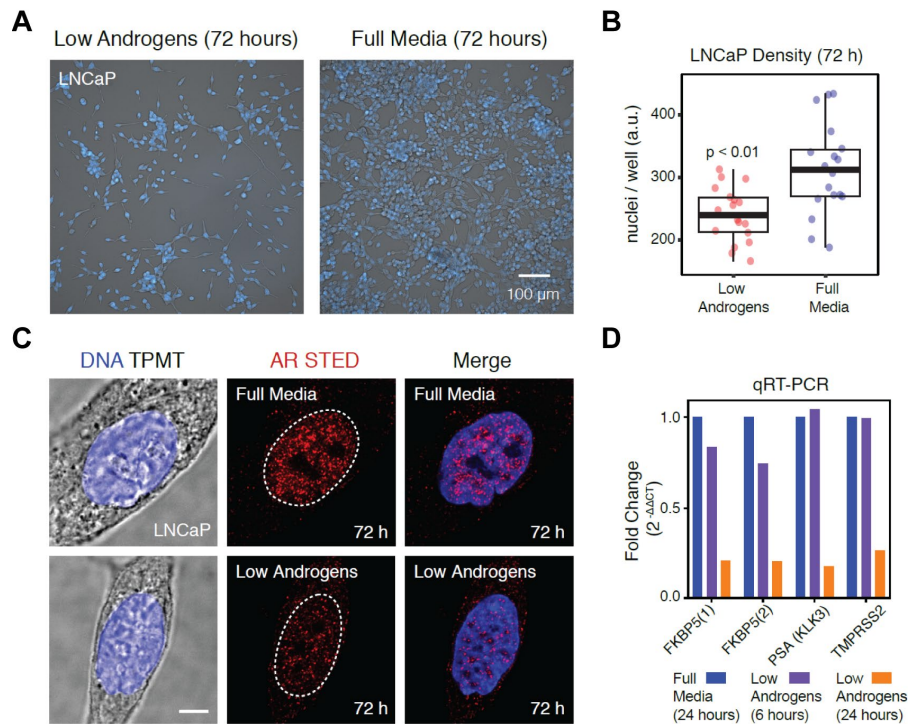 A
Low Androgens (72 hours)
Full Media (72 hours)
LNCaP
100 µm
B
LNCaP Density (72 h)
nuclei / well (a.u.)
400
300
200
p < 0.01
Low
Androgens
Full
Media
C
DNA TPMT
AR STED
Merge
LNCaP
Full Media
72 h
Full Media
72 h
Low Androgens
72 h
Low Androgens
72 h
D
qRT-PCR
Fold Change
(2 -ΔΔCT)
1.0
0.5
0.0
FKBP5(1)
FKBP5(2)
PSA (KLK3)
TMPRSS2
Full
Media
(24 hours)
Low
Androgens
(6 hours)
Low
Androgens
(24 hours)